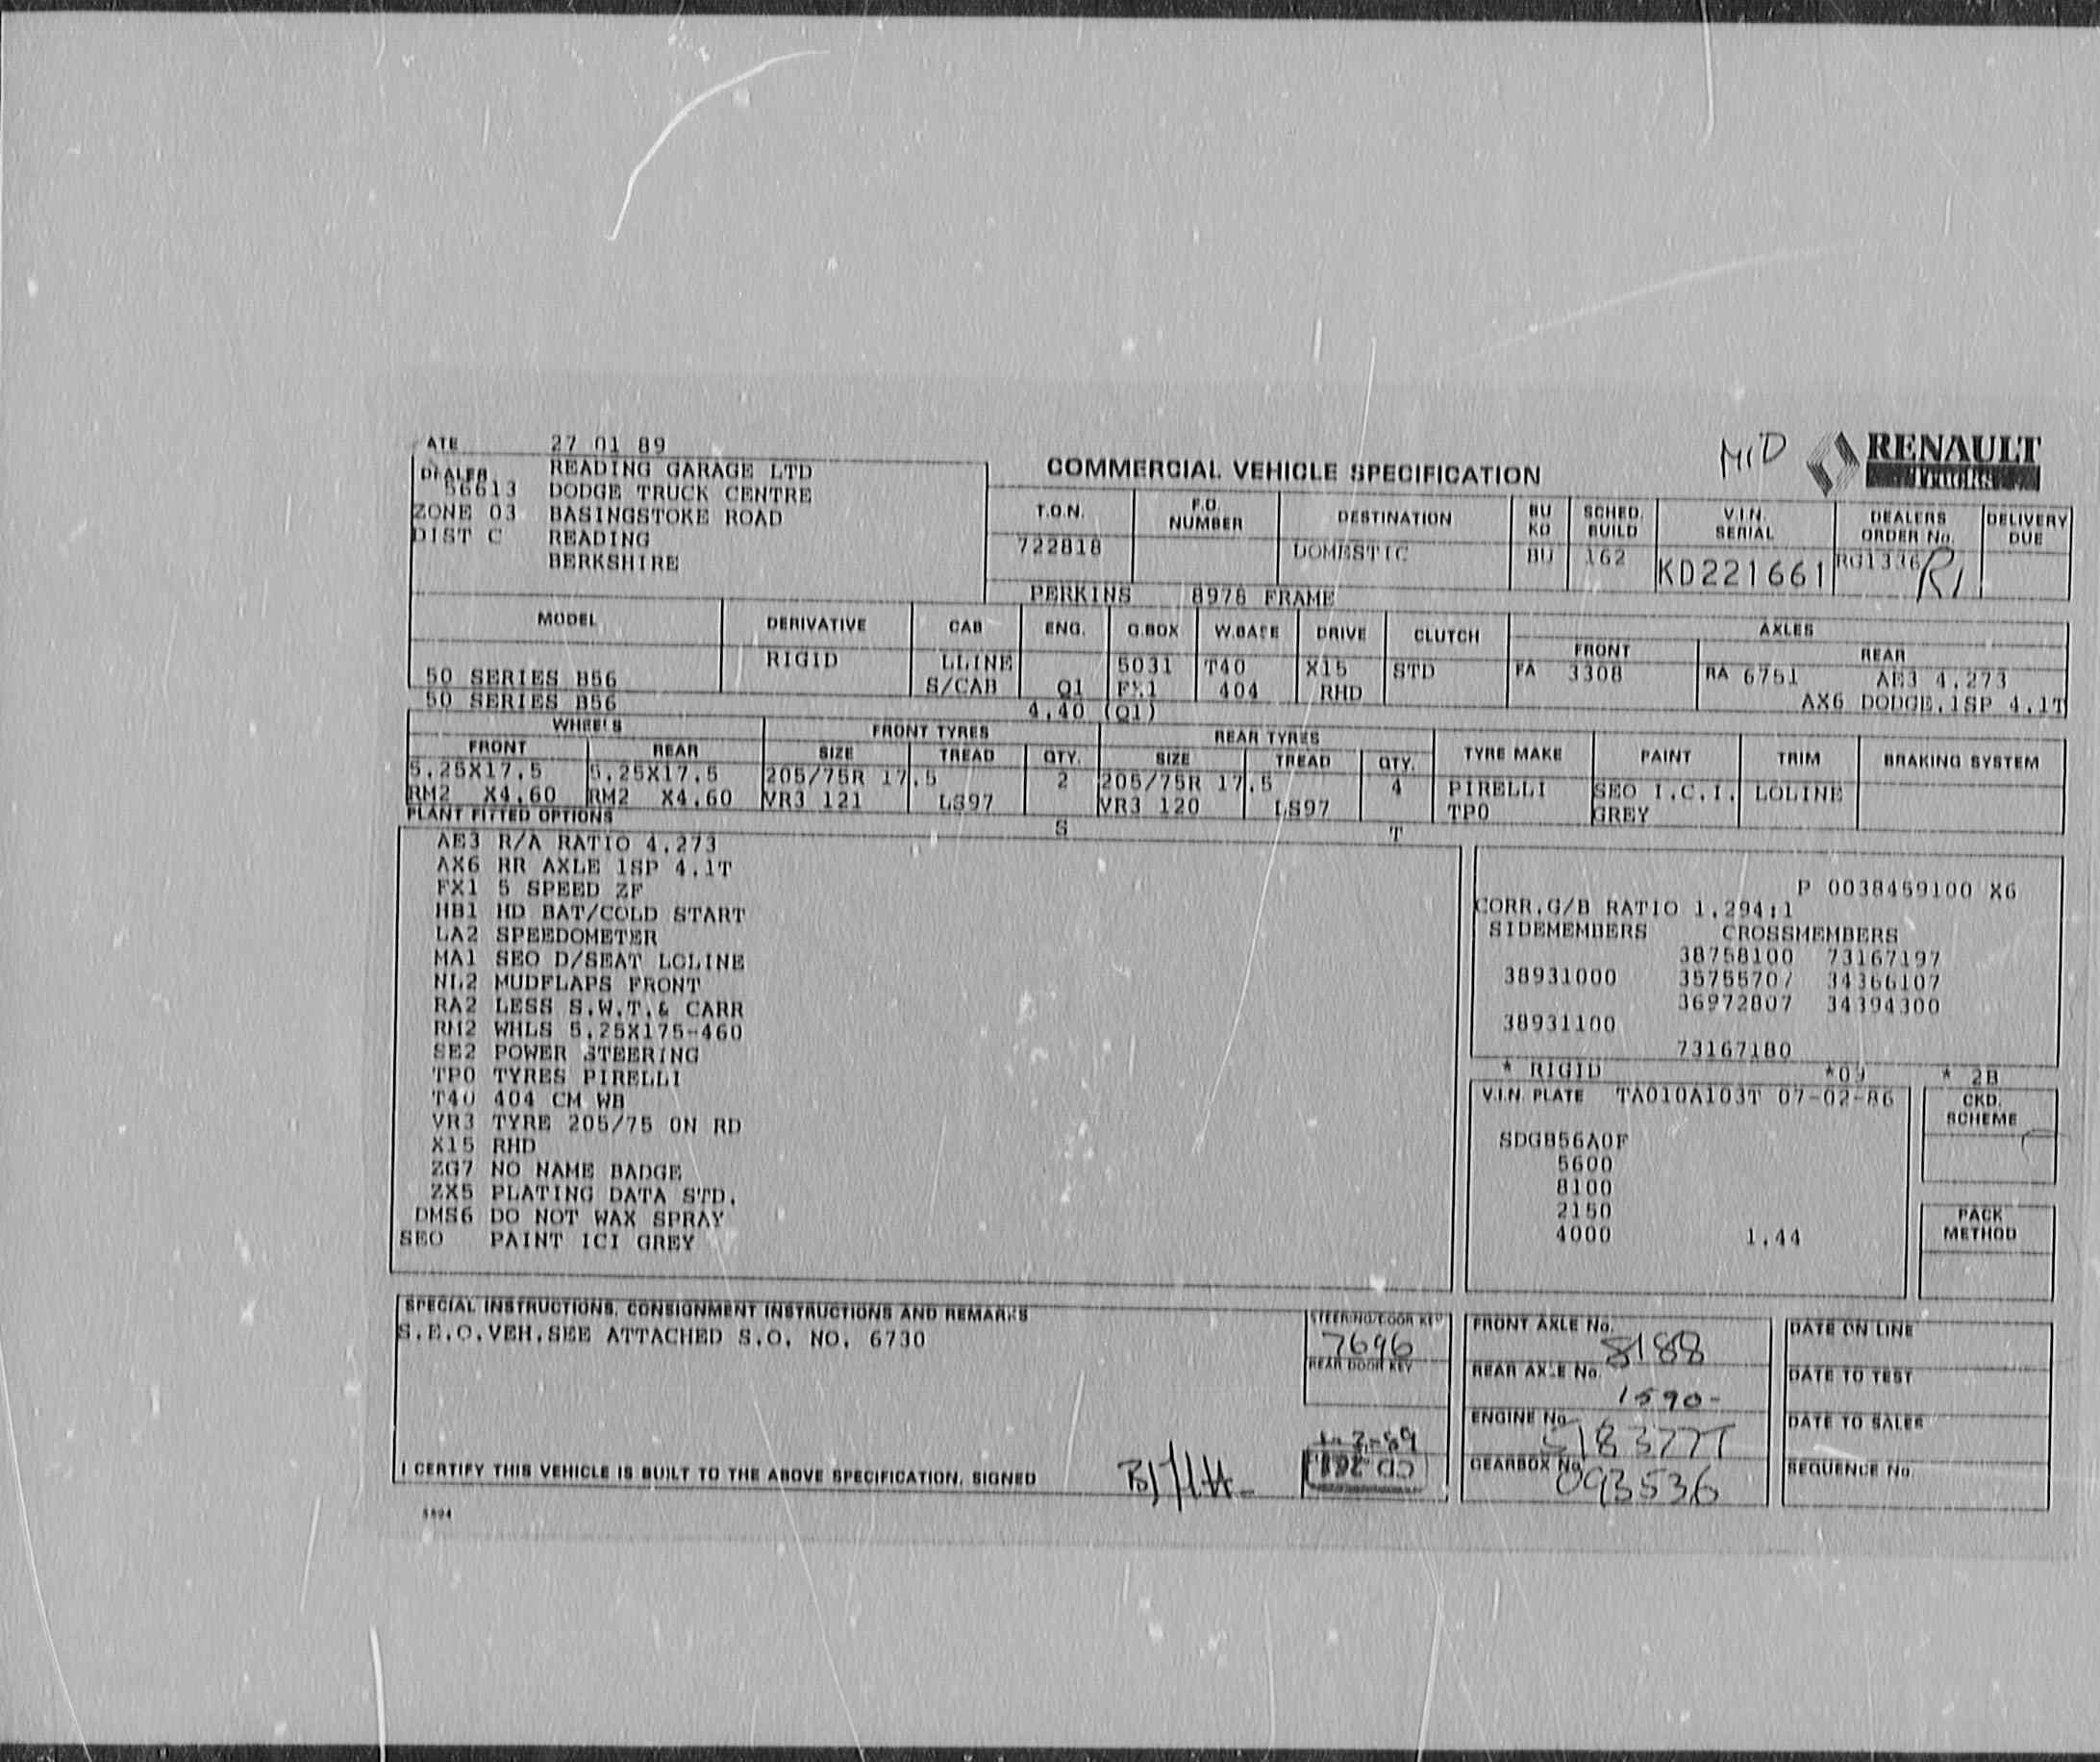 ATE 27 01 89
DEALER READING GARAGE LTD
56613 DODGE TRUCK CENTRE
ZONE 03 BASINGSTOKE ROAD
DIST C READING
BERKSHIRE
COMMERCIAL VEHICLE SPECIFICATION
MID
RENAULT
TRUCKS
T.O.N. F.O. NUMBER DESTINATION BU KD SCHED. BUILD V.I.N. SERIAL DEALERS ORDER No. DELIVERY DUE
722818 DOMESTIC BU 162 KD221661 RG1336 R1
PERKINS 8978 FRAME
MODEL DERIVATIVE CAB ENG. G.BOX W.BASE DRIVE CLUTCH AXLES
FRONT REAR
RIGID LLINE 5031 T40 X15 STD FA 3308 RA 6751 AE3 4.273
50 SERIES B56 S/CAB Q1 FX1 404 RHD
50 SERIES B56 4.40 (Q1) AX6 DODGE.1SP 4.1T
WHEELS FRONT TYRES REAR TYRES
FRONT REAR SIZE TREAD QTY. SIZE TREAD QTY. TYRE MAKE PAINT TRIM BRAKING SYSTEM
5.25X17.5 5.25X17.5 205/75R 17.5 2 205/75R 17.5 4 PIRELLI SEO I.C.I. LOLINE
RM2 X4.60 RM2 X4.60 VR3 121 LS97 VR3 120 LS97 TP0 GREY
PLANT FITTED OPTIONS S T
AE3 R/A RATIO 4.273
AX6 RR AXLE 1SP 4.1T
FX1 5 SPEED ZF
HB1 HD BAT/COLD START
LA2 SPEEDOMETER
MA1 SEO D/SEAT LOLINE
NL2 MUDFLAPS FRONT
RA2 LESS S.W.T.& CARR
RM2 WHLS 5.25X175-460
SE2 POWER STEERING
TP0 TYRES PIRELLI
T40 404 CM WB
VR3 TYRE 205/75 ON RD
X15 RHD
ZG7 NO NAME BADGE
ZX5 PLATING DATA STD.
DMS6 DO NOT WAX SPRAY
SEO PAINT ICI GREY
P 0038459100 X6
CORR.G/B RATIO 1.294:1
SIDEMEMBERS CROSSMEMBERS
38758100 73167197
38931000 35755707 34366107
36972807 34394300
38931100
73167180
* RIGID *09 * 2B
V.I.N. PLATE TA010A103T 07-02-86
CKD. SCHEME
SDGB56A0F
5600
8100
2150
4000 1.44
PACK METHOD
SPECIAL INSTRUCTIONS, CONSIGNMENT INSTRUCTIONS AND REMARKS
S.E.O.VEH.SEE ATTACHED S.O. NO. 6730
STEERING/DOOR KEY
7696
REAR DOOR KEY
FRONT AXLE No. 8188
REAR AXLE No. 1590-
ENGINE No. 518377T
GEARBOX No. 093536
DATE ON LINE
DATE TO TEST
DATE TO SALES
SEQUENCE No.
I CERTIFY THIS VEHICLE IS BUILT TO THE ABOVE SPECIFICATION, SIGNED